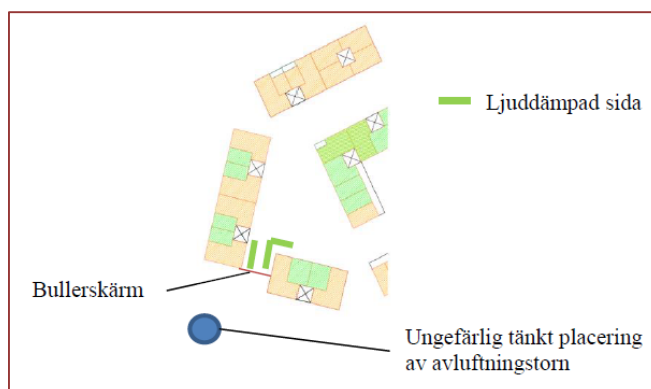 Ljuddämpad sida
Bullerskärm
Ungefärlig tänkt placering
av avluftningstorn